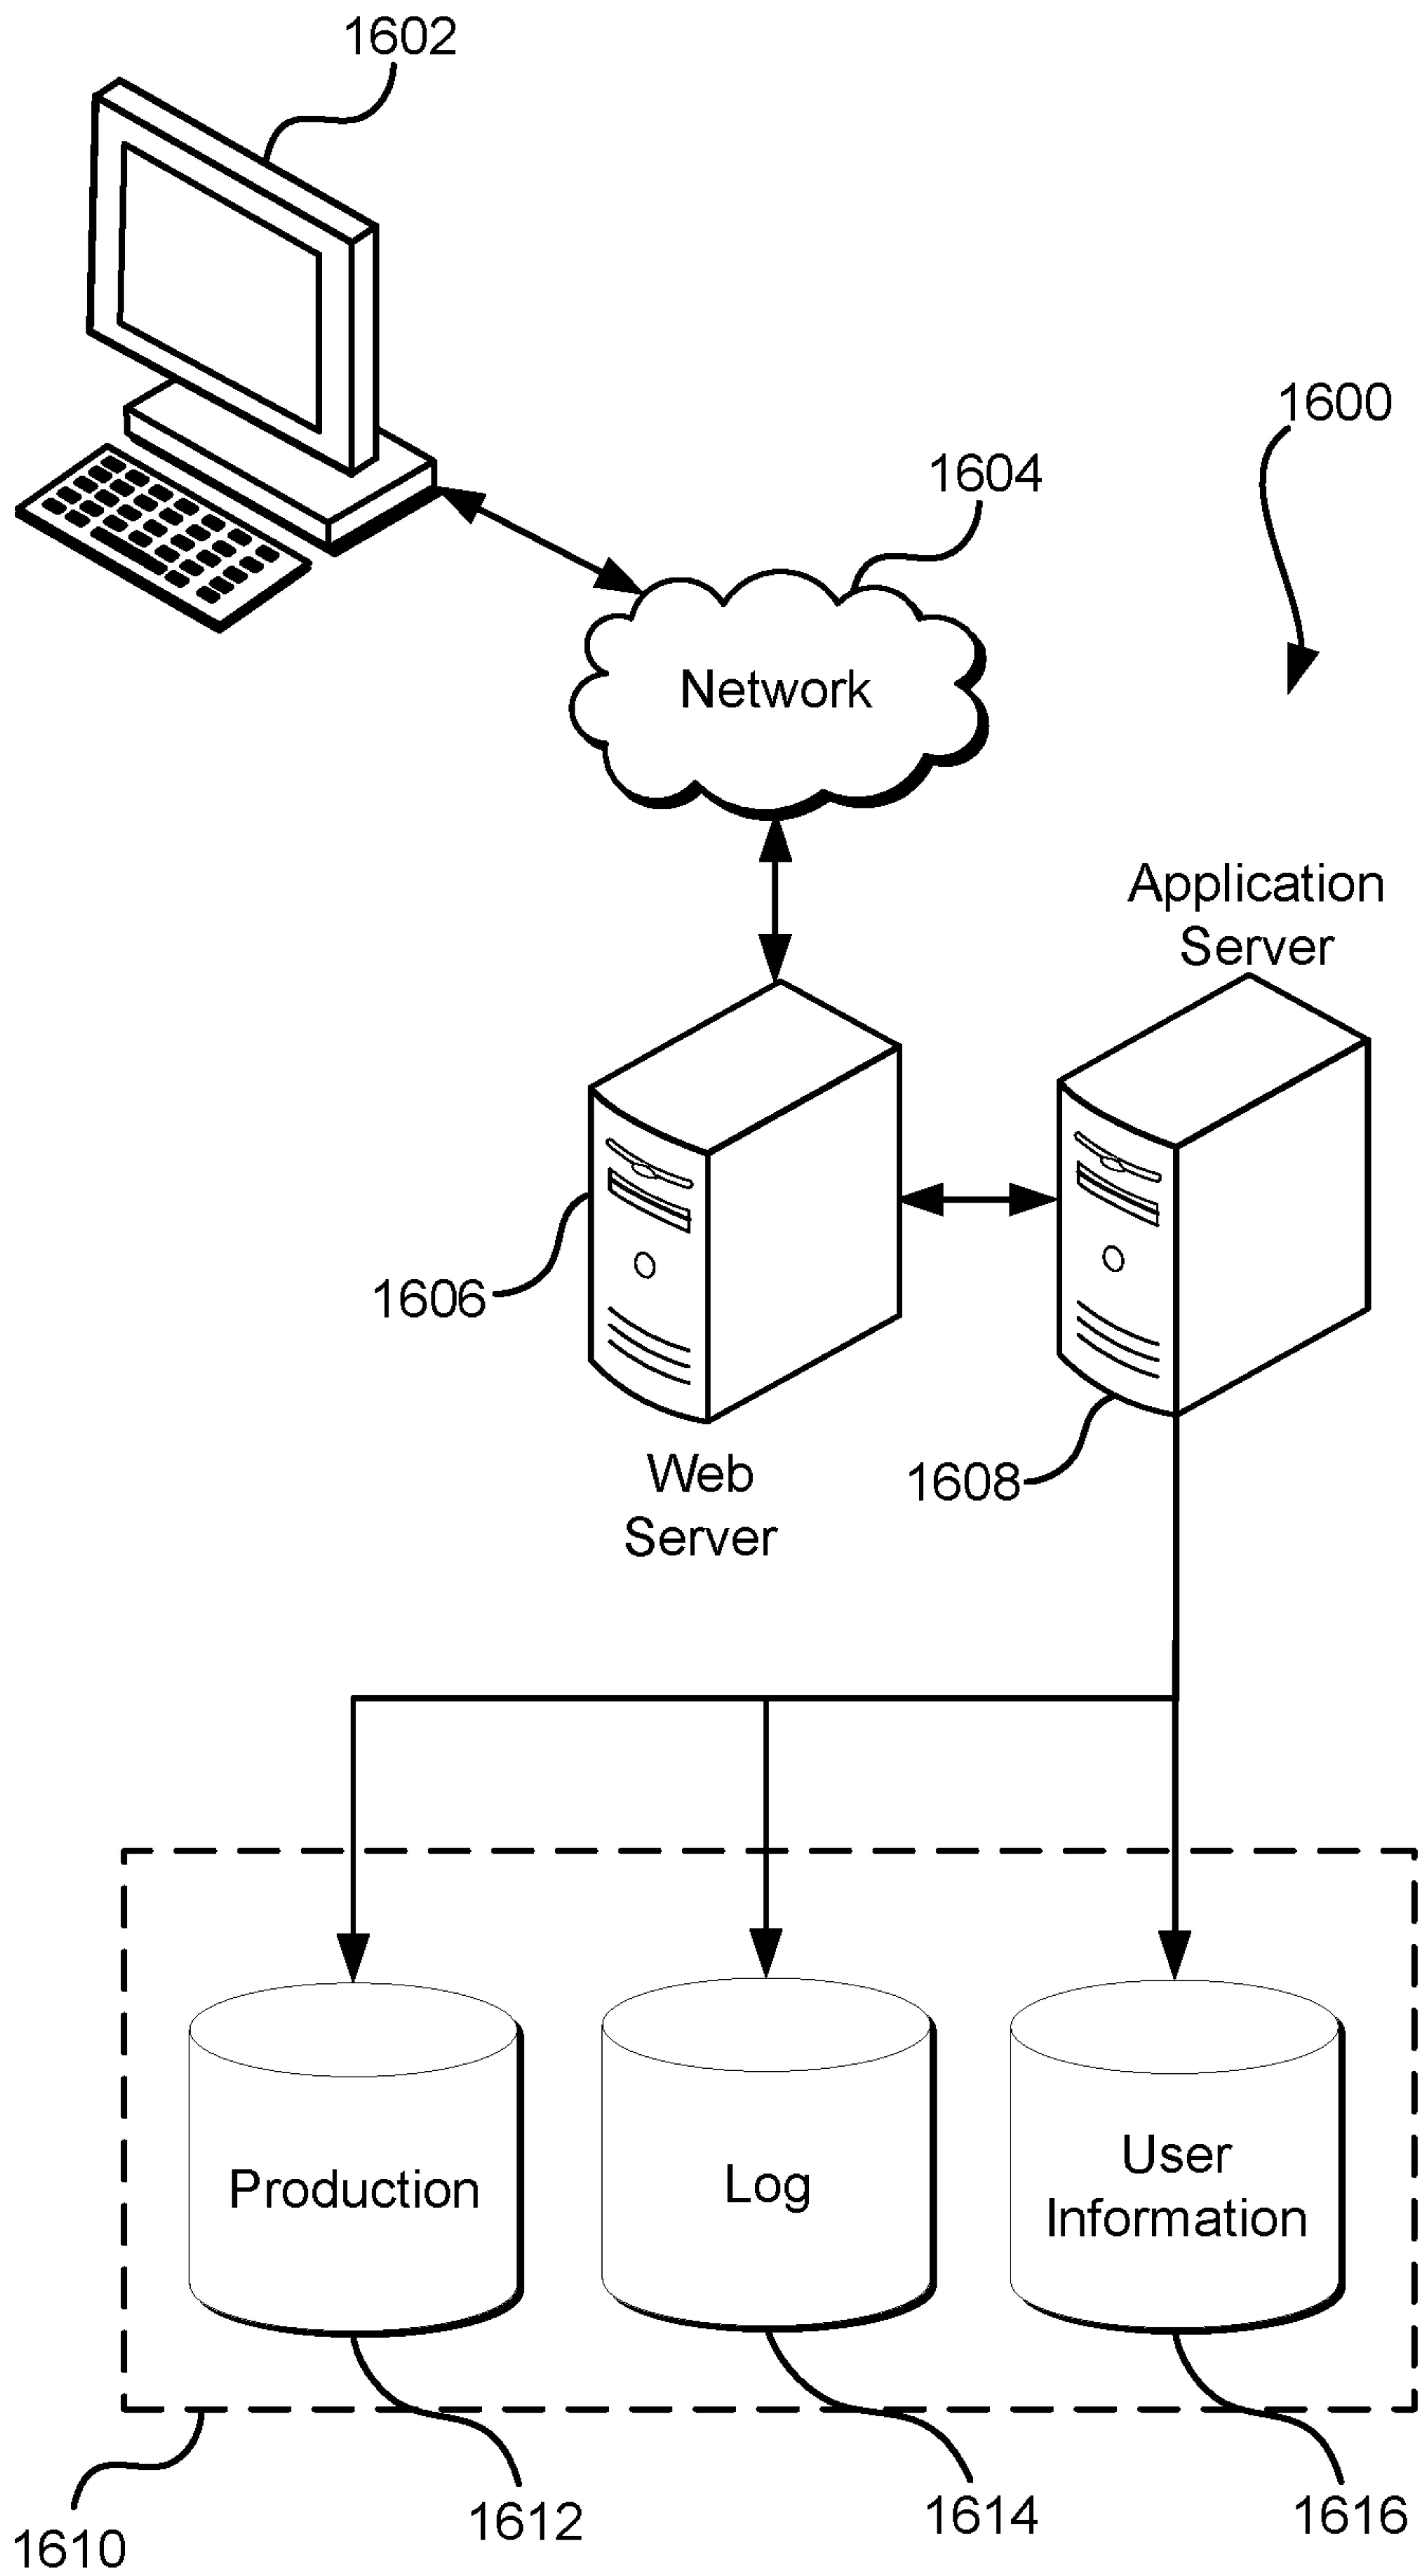 1602
1600
1604
Network
Application
Server
1606
1608
Web
Server
Production
Log
User
Information
1610
1612
1614
1616